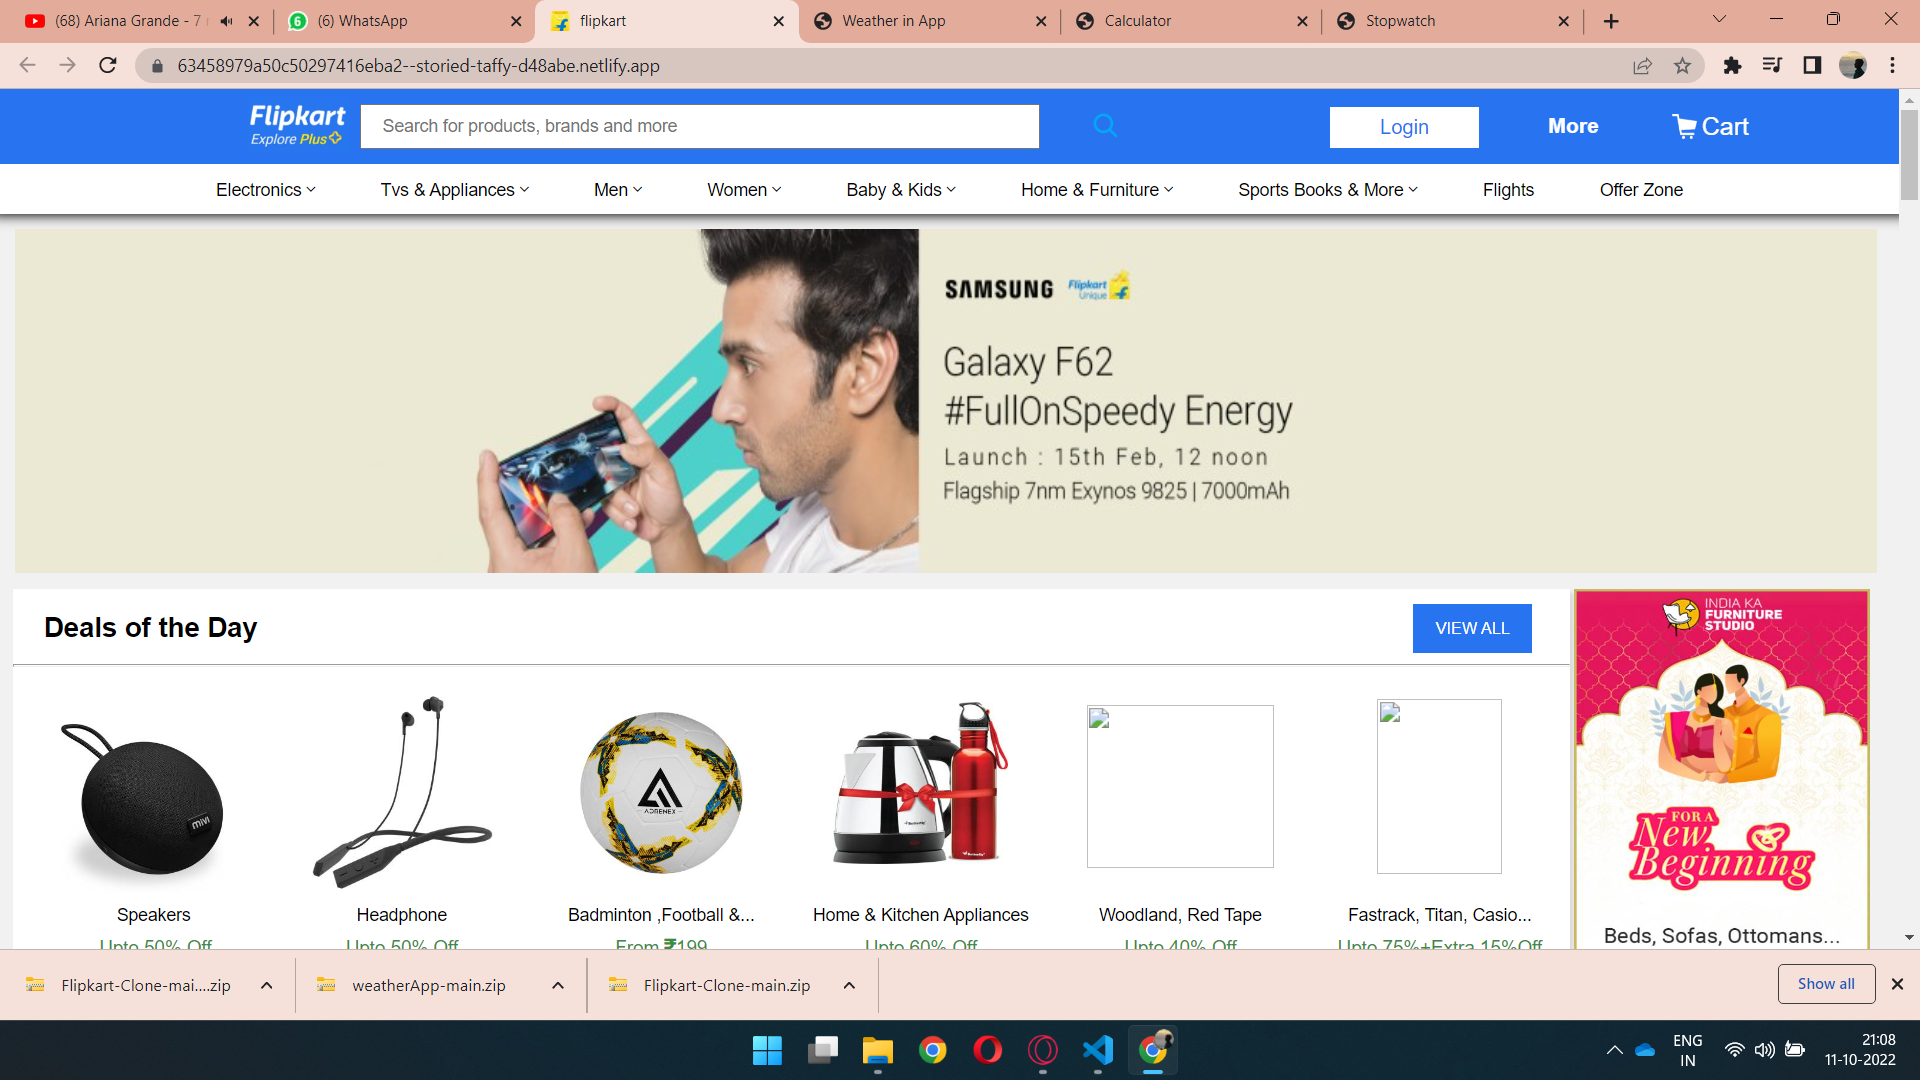 (68) Ariana Grande - 7 r
(6) WhatsApp
flipkart
Weather in App
Calculator
Stopwatch
63458979a50c50297416eba2--storied-taffy-d48abe.netlify.app
Flipkart
Explore Plus
Search for products, brands and more
Login
More
Cart
Electronics
Tvs & Appliances
Men
Women
Baby & Kids
Home & Furniture
Sports Books & More
Flights
Offer Zone
SAMSUNG
Flipkart
Unique
Galaxy F62
#FullOnSpeedy Energy
Launch : 15th Feb, 12 noon
Flagship 7nm Exynos 9825 | 7000mAh
Deals of the Day
VIEW ALL
INDIA KA
FURNITURE
STUDIO
FOR A
New
Beginning
Beds, Sofas, Ottomans...
mivi
ADRENEX
Speakers
Headphone
Badminton ,Football &...
Home & Kitchen Appliances
Woodland, Red Tape
Fastrack, Titan, Casio...
Upto 50% Off
Upto 50% Off
From ₹199
Upto 60% Off
Upto 40% Off
Upto 75%+Extra 15%Off
Flipkart-Clone-mai....zip
weatherApp-main.zip
Flipkart-Clone-main.zip
Show all
ENG
IN
21:08
11-10-2022